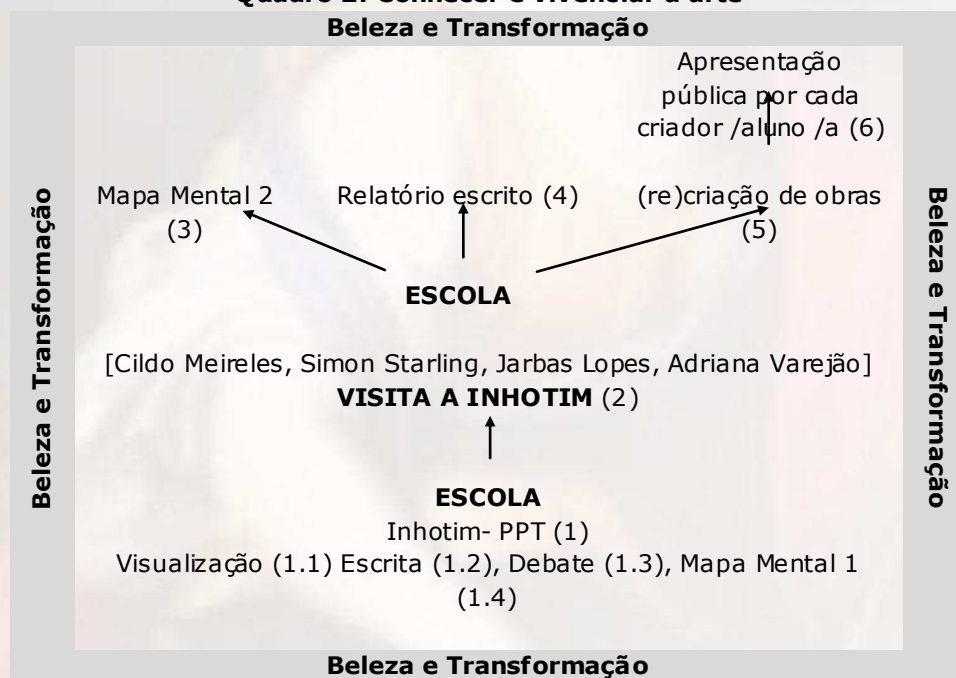 Quadro 2: Conhecer e vivenciar a arte
Beleza e Transformação
Apresentação
pública por cada
criador /aluno /a (6)
Mapa Mental 2
(3)
Relatório escrito (4)
(re)criação de obras
(5)
Beleza e Transformação
Beleza e Transformação
ESCOLA
[Cildo Meireles, Simon Starling, Jarbas Lopes, Adriana Varejão]
VISITA A INHOTIM (2)
ESCOLA
Inhotim- PPT (1)
Visualização (1.1) Escrita (1.2), Debate (1.3), Mapa Mental 1
(1.4)
Beleza e Transformação